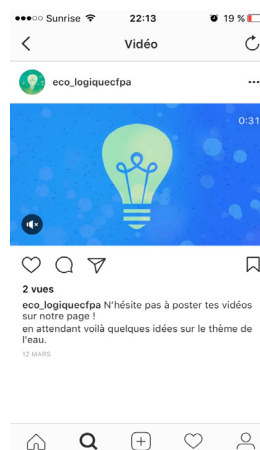 Sunrise 22:13 19 %
Vidéo
eco_logiquecfpa
0:31
2 vues
eco_logiquecfpa N'hésite pas à poster tes vidéos
sur notre page !
en attendant voilà quelques idées sur le thème de
l'eau.
12 MARS